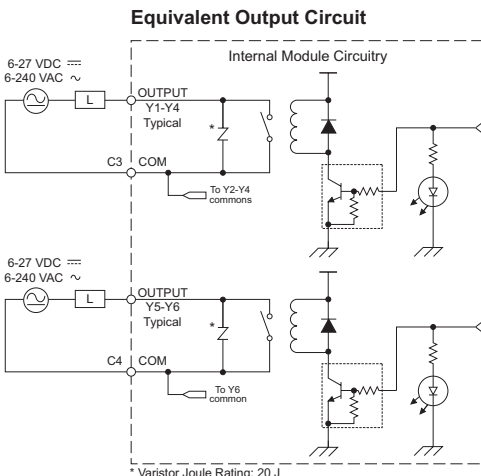 Equivalent Output Circuit
Internal Module Circuitry
6-27 VDC ⎓
6-240 VAC ∼
L
OUTPUT
Y1-Y4
Typical
*
C3
COM
To Y2-Y4
commons
6-27 VDC ⎓
6-240 VAC ∼
L
OUTPUT
Y5-Y6
Typical
*
C4
COM
To Y6
common
* Varistor Joule Rating: 20 J